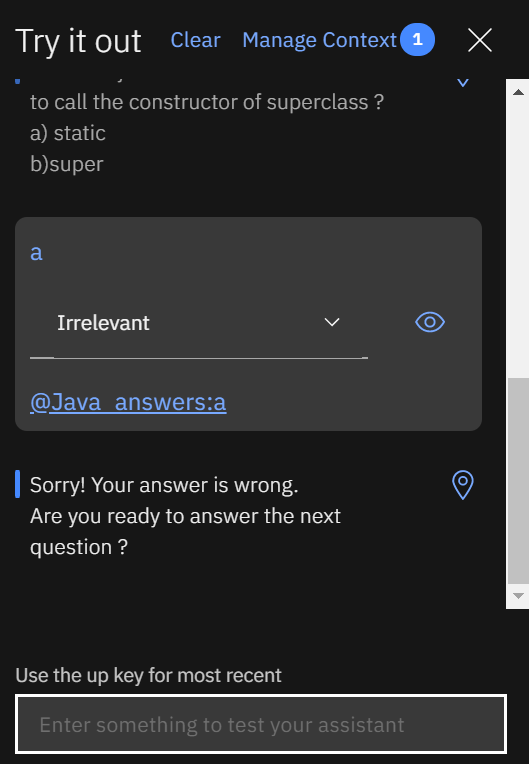 Try it out Clear Manage Context 1
to call the constructor of superclass ?
a) static
b)super
a
Irrelevant
@Java_answers:a
Sorry! Your answer is wrong.
Are you ready to answer the next
question ?
Use the up key for most recent
Enter something to test your assistant